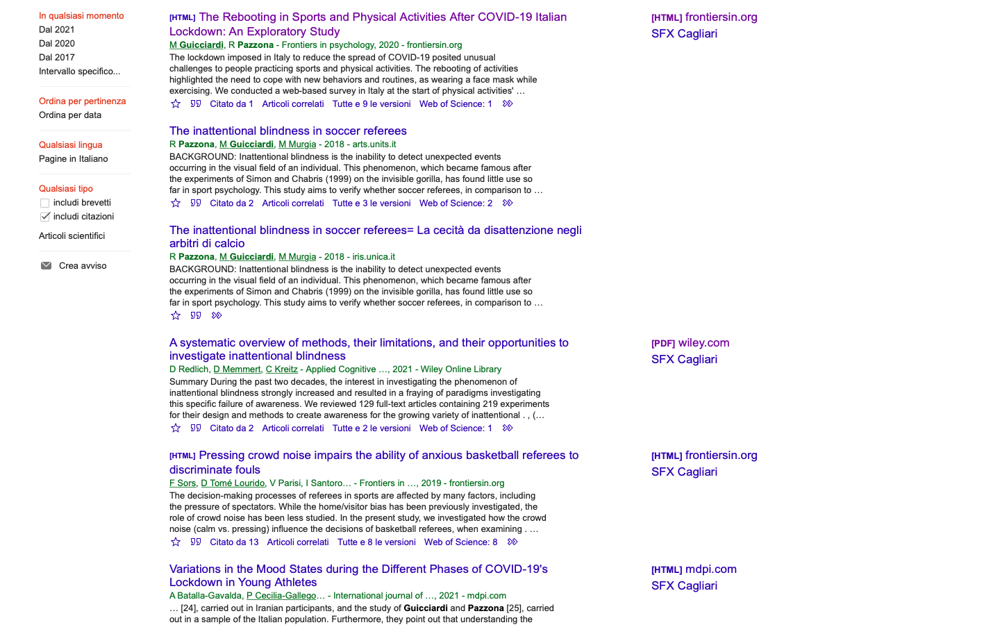 In qualsiasi momento
Dal 2021
Dal 2020
Dal 2017
Intervallo specifico...
Ordina per pertinenza
Ordina per data
Qualsiasi lingua
Pagine in Italiano
Qualsiasi tipo
includi brevetti
includi citazioni
Articoli scientifici
Crea avviso
[HTML] The Rebooting in Sports and Physical Activities After COVID-19 Italian
Lockdown: An Exploratory Study
M Guicciardi, R Pazzona - Frontiers in psychology, 2020 - frontiersin.org
The lockdown imposed in Italy to reduce the spread of COVID-19 posited unusual
challenges to people practicing sports and physical activities. The rebooting of activities
highlighted the need to cope with new behaviors and routines, as wearing a face mask while
exercising. We conducted a web-based survey in Italy at the start of physical activities' …
Citato da 1 Articoli correlati Tutte e 9 le versioni Web of Science: 1
[HTML] frontiersin.org
SFX Cagliari
The inattentional blindness in soccer referees
R Pazzona, M Guicciardi, M Murgia - 2018 - arts.units.it
BACKGROUND: Inattentional blindness is the inability to detect unexpected events
occurring in the visual field of an individual. This phenomenon, which became famous after
the experiments of Simon and Chabris (1999) on the invisible gorilla, has found little use so
far in sport psychology. This study aims to verify whether soccer referees, in comparison to …
Citato da 2 Articoli correlati Tutte e 3 le versioni Web of Science: 2
The inattentional blindness in soccer referees= La cecità da disattenzione negli
arbitri di calcio
R Pazzona, M Guicciardi, M Murgia - 2018 - iris.unica.it
BACKGROUND: Inattentional blindness is the inability to detect unexpected events
occurring in the visual field of an individual. This phenomenon, which became famous after
the experiments of Simon and Chabris (1999) on the invisible gorilla, has found little use so
far in sport psychology. This study aims to verify whether soccer referees, in comparison to …
A systematic overview of methods, their limitations, and their opportunities to
investigate inattentional blindness
D Redlich, D Memmert, C Kreitz - Applied Cognitive …, 2021 - Wiley Online Library
Summary During the past two decades, the interest in investigating the phenomenon of
inattentional blindness strongly increased and resulted in a fraying of paradigms investigating
this specific failure of awareness. We reviewed 129 full-text articles containing 219 experiments
for their design and methods to create awareness for the growing variety of inattentional . , (…
Citato da 2 Articoli correlati Tutte e 2 le versioni Web of Science: 1
[PDF] wiley.com
SFX Cagliari
[HTML] Pressing crowd noise impairs the ability of anxious basketball referees to
discriminate fouls
F Sors, D Tomé Lourido, V Parisi, I Santoro… - Frontiers in …, 2019 - frontiersin.org
The decision-making processes of referees in sports are affected by many factors, including
the pressure of spectators. While the home/visitor bias has been previously investigated, the
role of crowd noise has been less studied. In the present study, we investigated how the crowd
noise (calm vs. pressing) influence the decisions of basketball referees, when examining . …
Citato da 13 Articoli correlati Tutte e 8 le versioni Web of Science: 8
[HTML] frontiersin.org
SFX Cagliari
Variations in the Mood States during the Different Phases of COVID-19's
Lockdown in Young Athletes
A Batalla-Gavalda, P Cecilia-Gallego… - International journal of …, 2021 - mdpi.com
… [24], carried out in Iranian participants, and the study of Guicciardi and Pazzona [25], carried
out in a sample of the Italian population. Furthermore, they point out that understanding the
[HTML] mdpi.com
SFX Cagliari